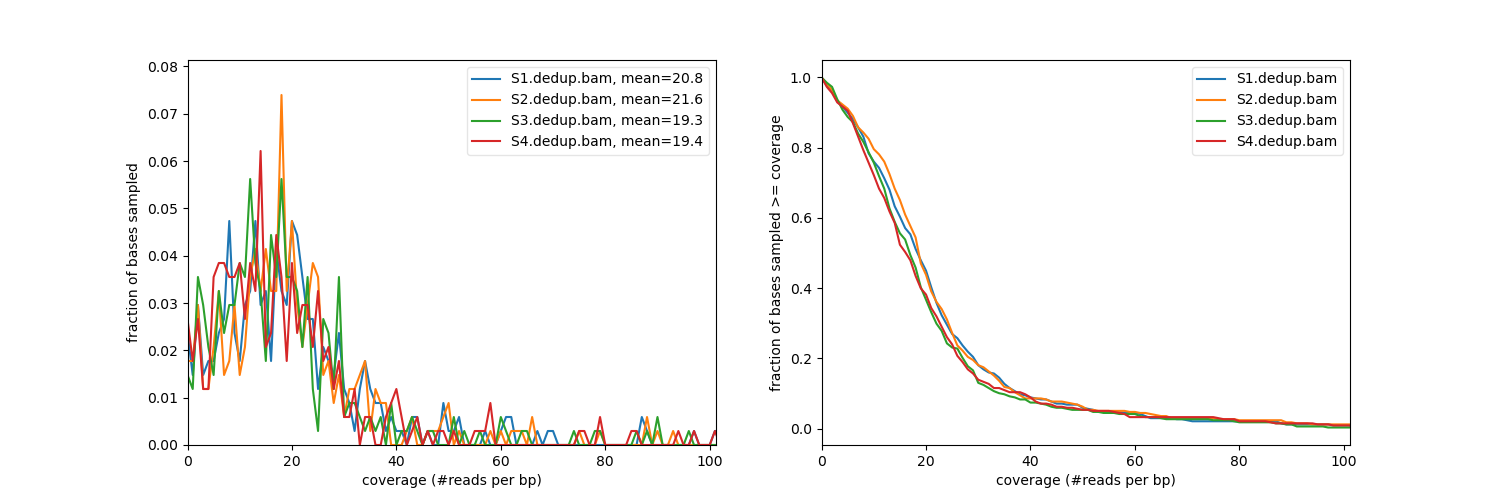 0.08
0.07
0.06
0.05
0.04
0.03
0.02
0.01
0.00
fraction of bases sampled
0 20 40 60 80 100
coverage (#reads per bp)
S1.dedup.bam, mean=20.8
S2.dedup.bam, mean=21.6
S3.dedup.bam, mean=19.3
S4.dedup.bam, mean=19.4
1.0
0.8
0.6
0.4
0.2
0.0
fraction of bases sampled >= coverage
0 20 40 60 80 100
coverage (#reads per bp)
S1.dedup.bam
S2.dedup.bam
S3.dedup.bam
S4.dedup.bam